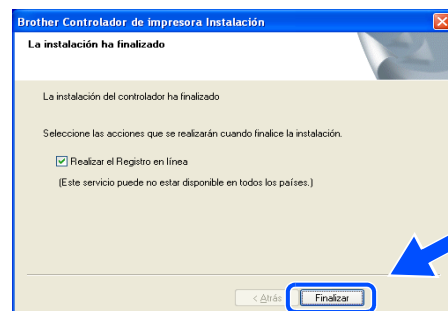 Brother Controlador de impresora Instalación
La instalación ha finalizado
La instalación del controlador ha finalizado
Seleccione las acciones que se realizarán cuando finalice la instalación.
Realizar el Registro en línea
(Este servicio puede no estar disponible en todos los países.)
< Atrás Finalizar